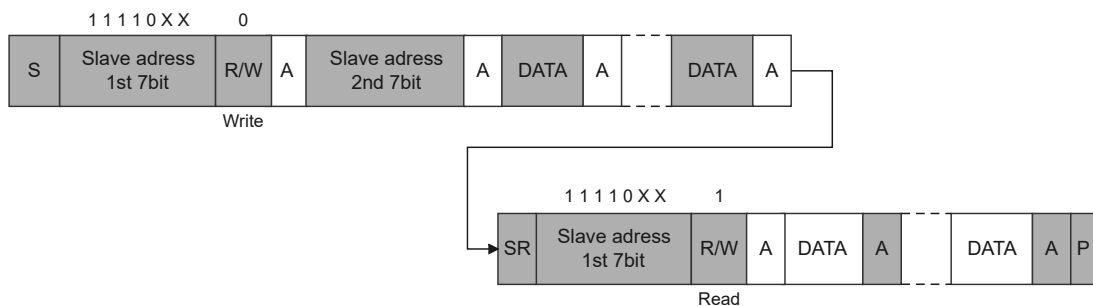 1 1 1 1 0 X X 0
S Slave adress 1st 7bit R/W A Slave adress 2nd 7bit A DATA A DATA A
Write
1 1 1 1 0 X X 1
SR Slave adress 1st 7bit R/W A DATA A DATA A P
Read